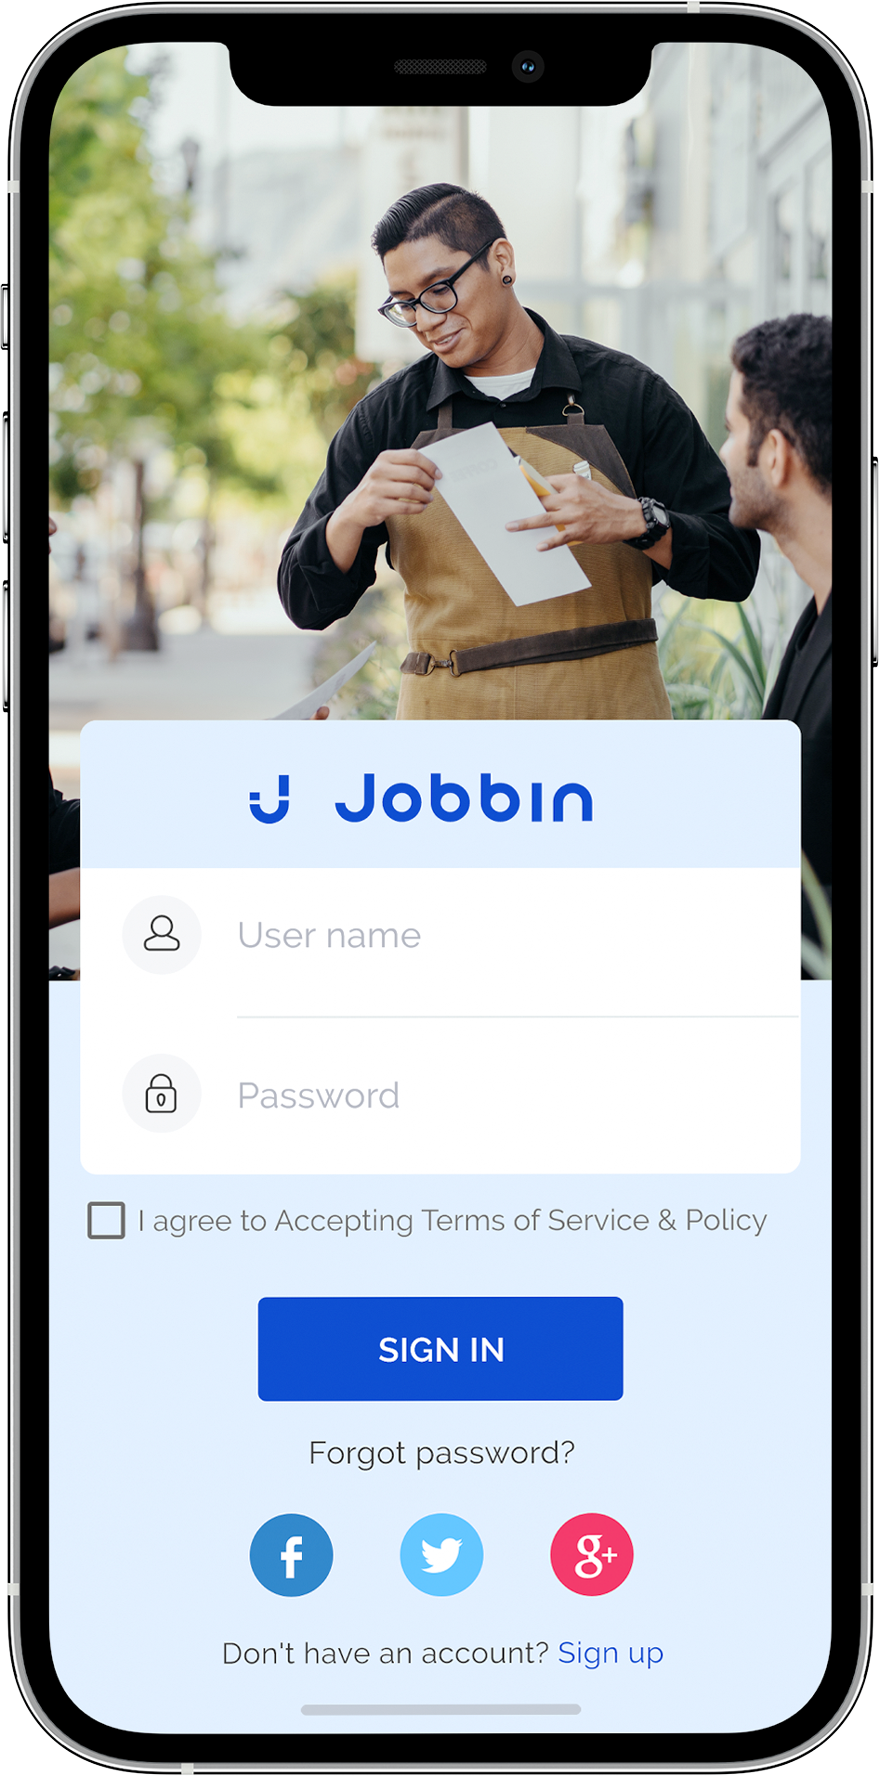 Jobbin
User name
Password
I agree to Accepting Terms of Service & Policy
SIGN IN
Forgot password?
f
g+
Don't have an account? Sign up